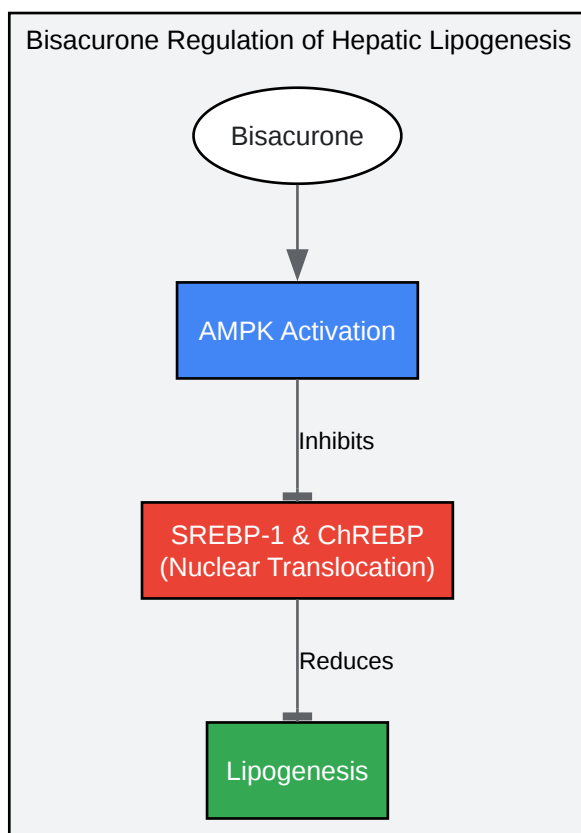 Bisacurone Regulation of Hepatic Lipogenesis
Bisacurone
AMPK Activation
Inhibits
SREBP-1 & ChREBP
(Nuclear Translocation)
Reduces
Lipogenesis